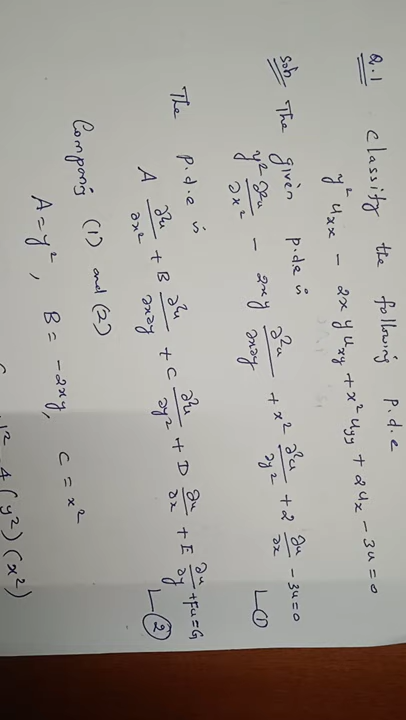 Q.1 Classify the following p.d.e
y² uxx - 2xy uxy + x² uyy + 2ux - 3u = 0
Soln The given p.d.e is
y² ∂²u/∂x² - 2xy ∂²u/∂x∂y + x² ∂²u/∂y² + 2 ∂u/∂x - 3u = 0 (1)
The p.d.e is
A ∂²u/∂x² + B ∂²u/∂x∂y + C ∂²u/∂y² + D ∂u/∂x + E ∂u/∂y + Fu = G (2)
Comparing (1) and (2)
A = y², B = -2xy, C = x²
)² - 4(y²)(x²)